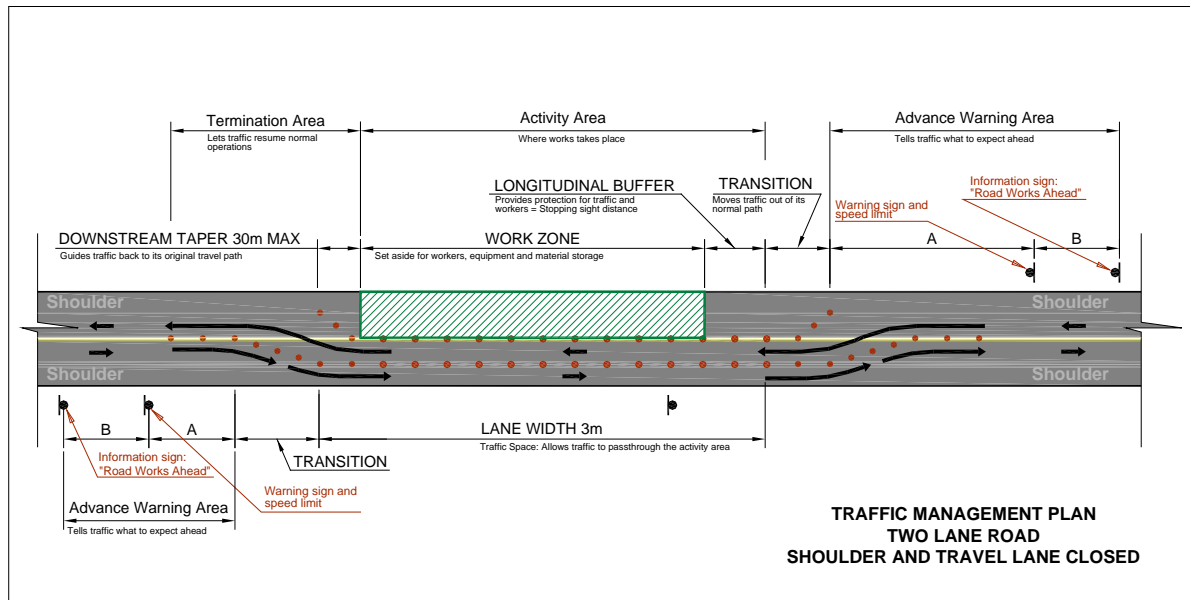 Termination Area
Lets traffic resume normal
operations
Activity Area
Where works takes place
Advance Warning Area
Tells traffic what to expect ahead
LONGITUDINAL BUFFER
Provides protection for traffic and
workers = Stopping sight distance
TRANSITION
Moves traffic out of its
normal path
Information sign:
"Road Works Ahead"
Warning sign and
speed limit
DOWNSTREAM TAPER 30m MAX
Guides traffic back to its original travel path
WORK ZONE
Set aside for workers, equipment and material storage
A
B
Shoulder
Shoulder
Shoulder
Shoulder
B
A
LANE WIDTH 3m
Traffic Space: Allows traffic to passthrough the activity area
Information sign:
"Road Works Ahead"
TRANSITION
Warning sign and
speed limit
Advance Warning Area
Tells traffic what to expect ahead
TRAFFIC MANAGEMENT PLAN
TWO LANE ROAD
SHOULDER AND TRAVEL LANE CLOSED